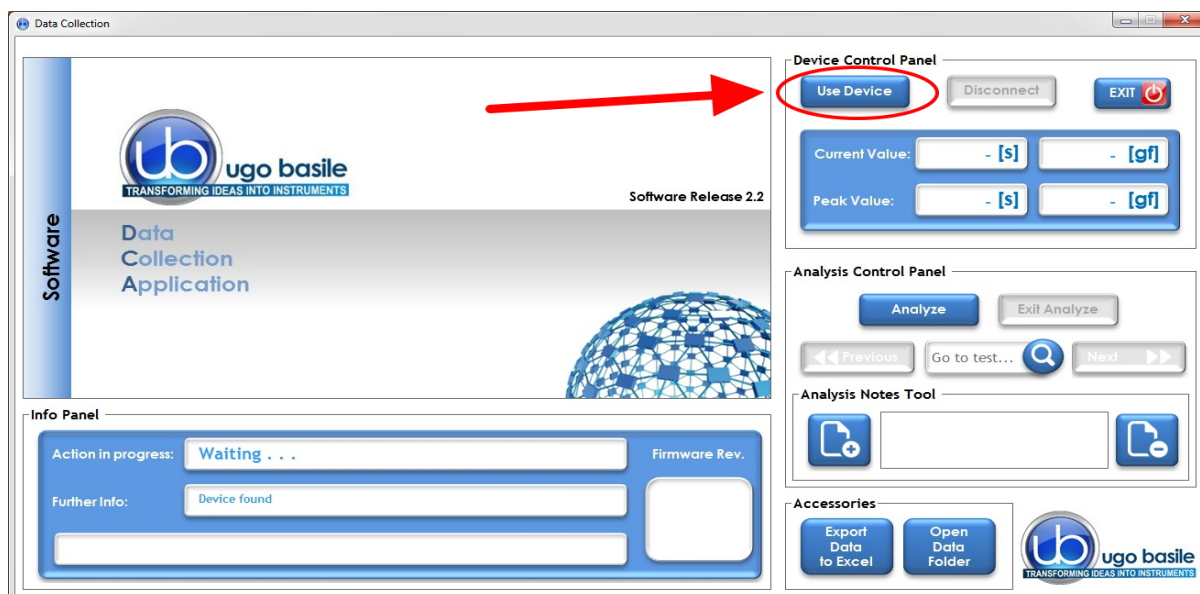 Data Collection
Software
ub ugo basile
TRANSFORMING IDEAS INTO INSTRUMENTS
Software Release 2.2
Data
Collection
Application
Device Control Panel
Use Device
Disconnect
EXIT
Current Value:
- [s]
- [gf]
Peak Value:
- [s]
- [gf]
Analysis Control Panel
Analyze
Exit Analyze
Previous
Go to test...
Next
Analysis Notes Tool
Info Panel
Action in progress:
Waiting . . .
Firmware Rev.
Further Info:
Device found
Accessories
Export
Data
to Excel
Open
Data
Folder
ub ugo basile
TRANSFORMING IDEAS INTO INSTRUMENTS